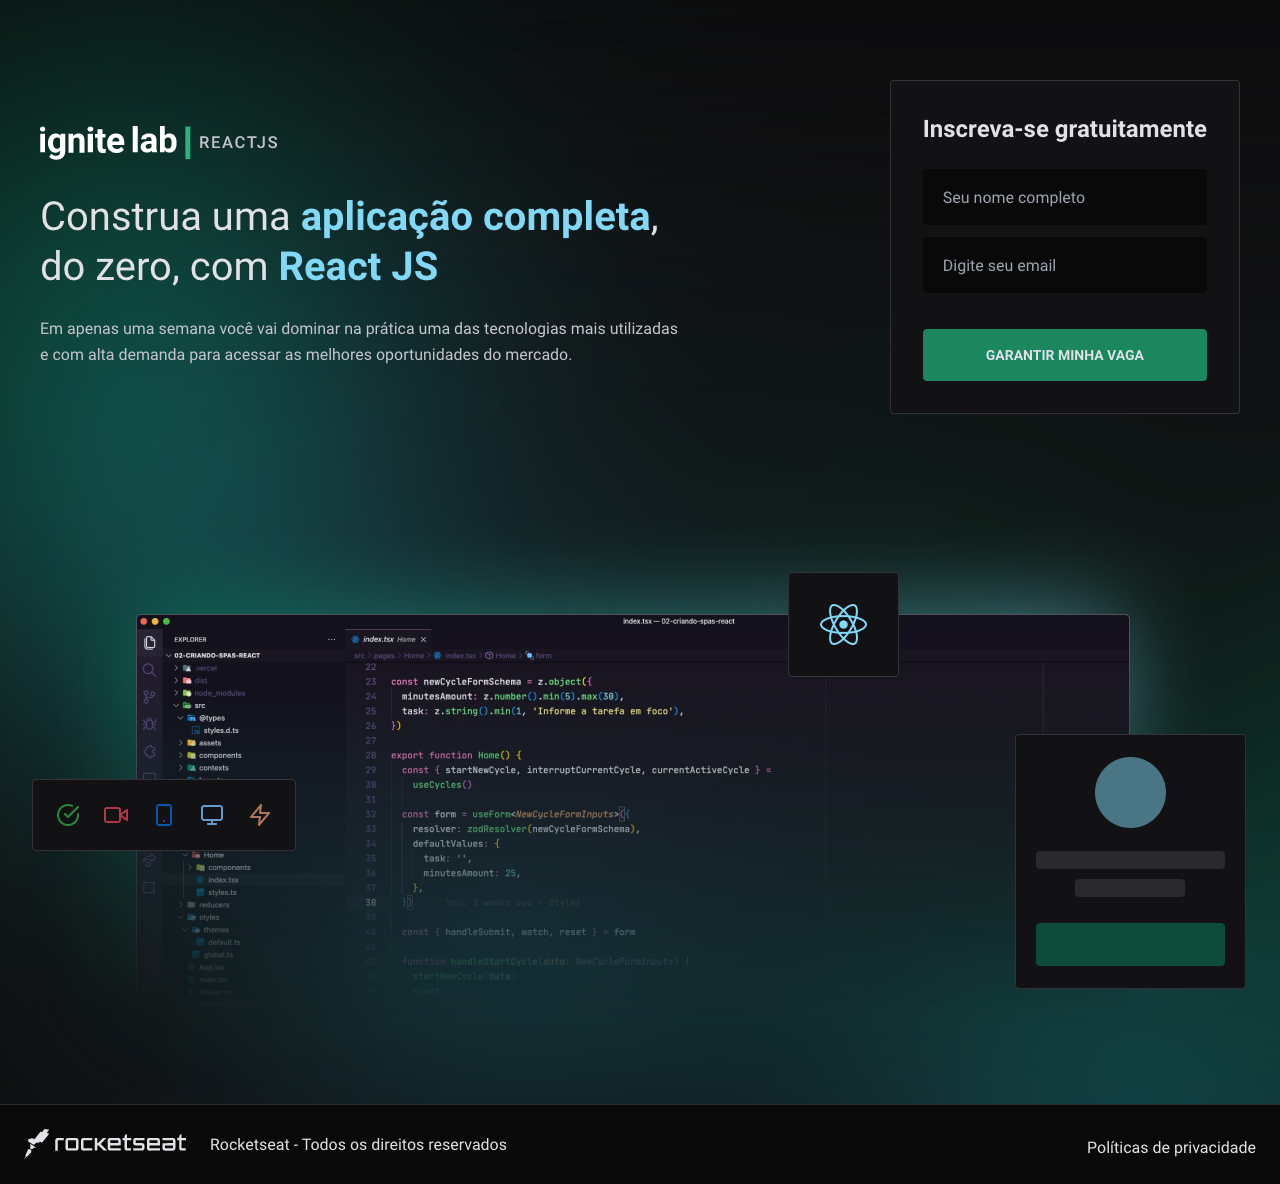 ignite lab | REACTJS
Construa uma aplicação completa,
do zero, com React JS
Em apenas uma semana você vai dominar na prática uma das tecnologias mais utilizadas
e com alta demanda para acessar as melhores oportunidades do mercado.
Inscreva-se gratuitamente
Seu nome completo
Digite seu email
GARANTIR MINHA VAGA
index.tsx — 02-criando-spas-react
EXPLORER ...
02-CRIANDO-SPAS-REACT
.vercel
dist
node_modules
src
@types
styles.d.ts
assets
components
contexts
Home
components
index.tsx
styles.ts
reducers
styles
themes
default.ts
global.ts
App.tsx
main.tsx
index.tsx Home
src > pages > Home > index.tsx > Home > form
22
23 const newCycleFormSchema = z.object({
24 minutesAmount: z.number().min(5).max(30),
25 task: z.string().min(1, 'Informe a tarefa em foco'),
26 })
27
28 export function Home() {
29 const { startNewCycle, interruptCurrentCycle, currentActiveCycle } =
30 useCycles()
31
32 const form = useForm<NewCycleFormInputs>({
33 resolver: zodResolver(newCycleFormSchema),
34 defaultValues: {
35 task: '',
36 minutesAmount: 25,
37 },
38 }) You, 3 weeks ago • Styles
39
40 const { handleSubmit, watch, reset } = form
41
42 function handleStartCycle(data: NewCycleFormInputs) {
startNewCycle(data)
reset()
rocketseat
Rocketseat - Todos os direitos reservados
Políticas de privacidade